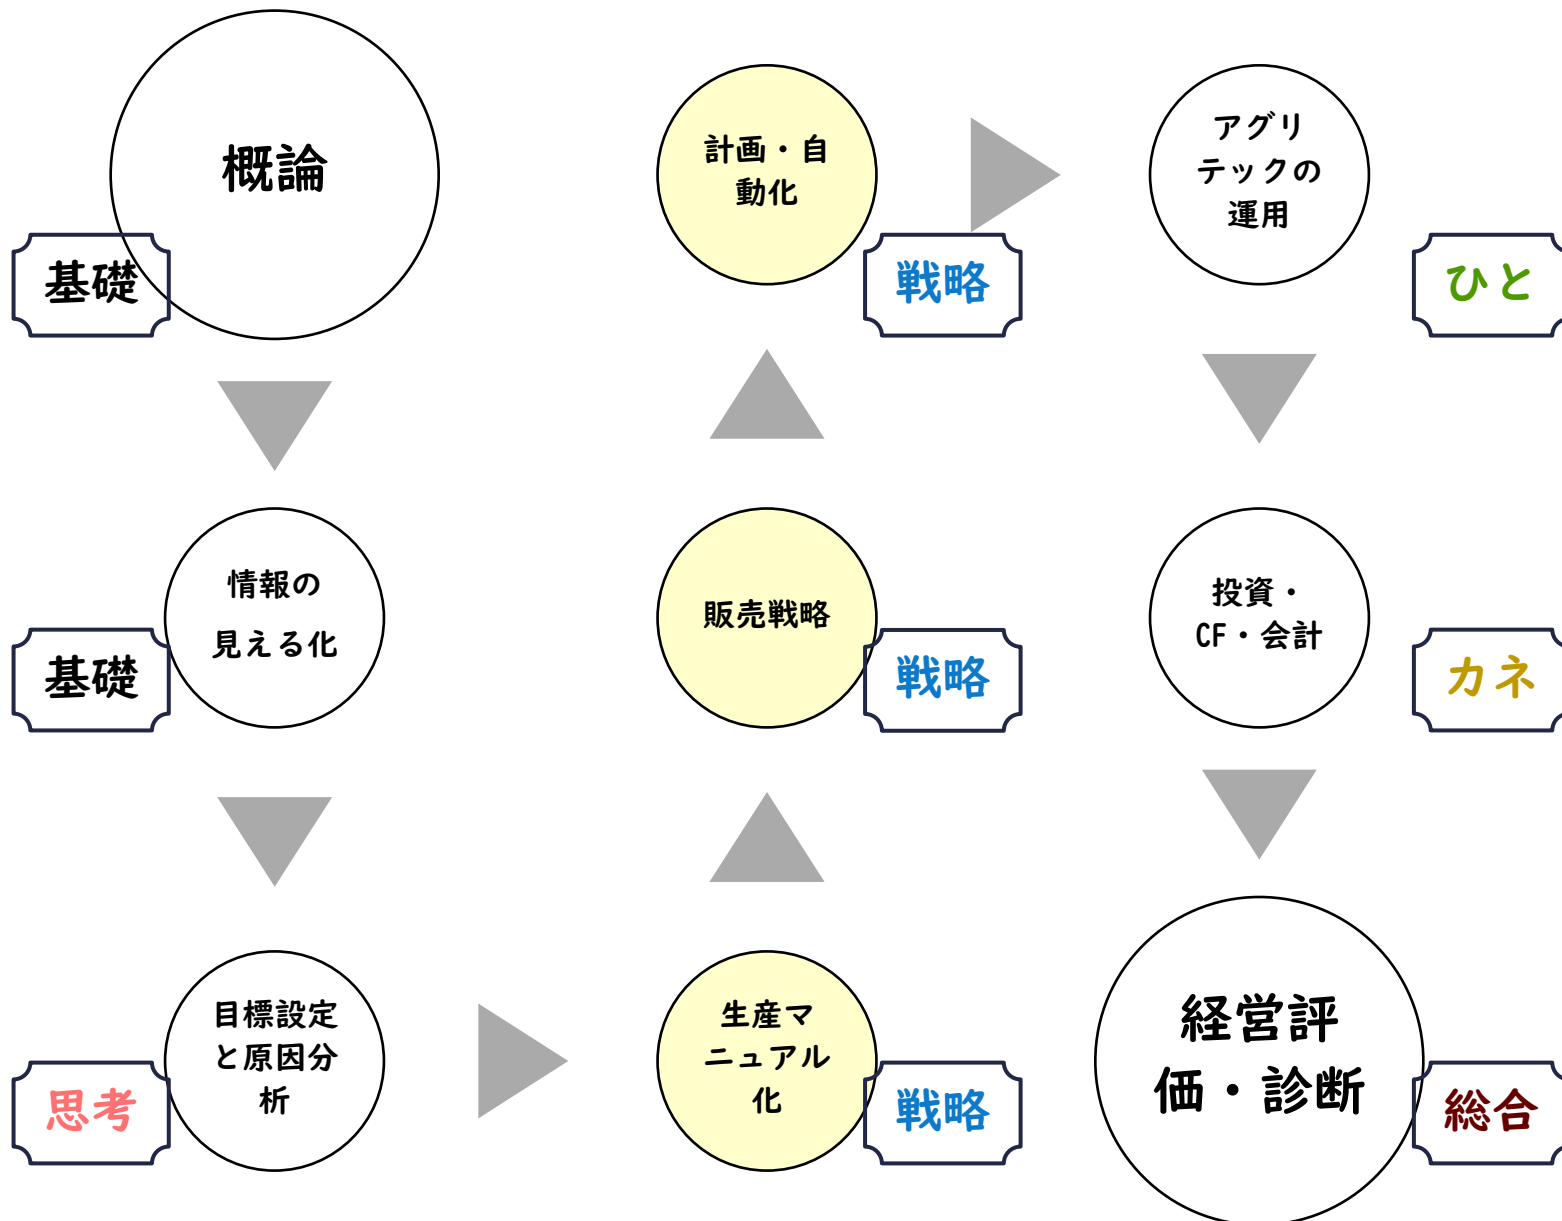 概論
基礎
情報の
見える化
基礎
目標設定
と原因分
析
思考
生産マ
ニュアル
化
戦略
販売戦略
戦略
計画・自
動化
戦略
アグリ
テックの
運用
ひと
投資・
CF・会計
カネ
経営評
価・診断
総合